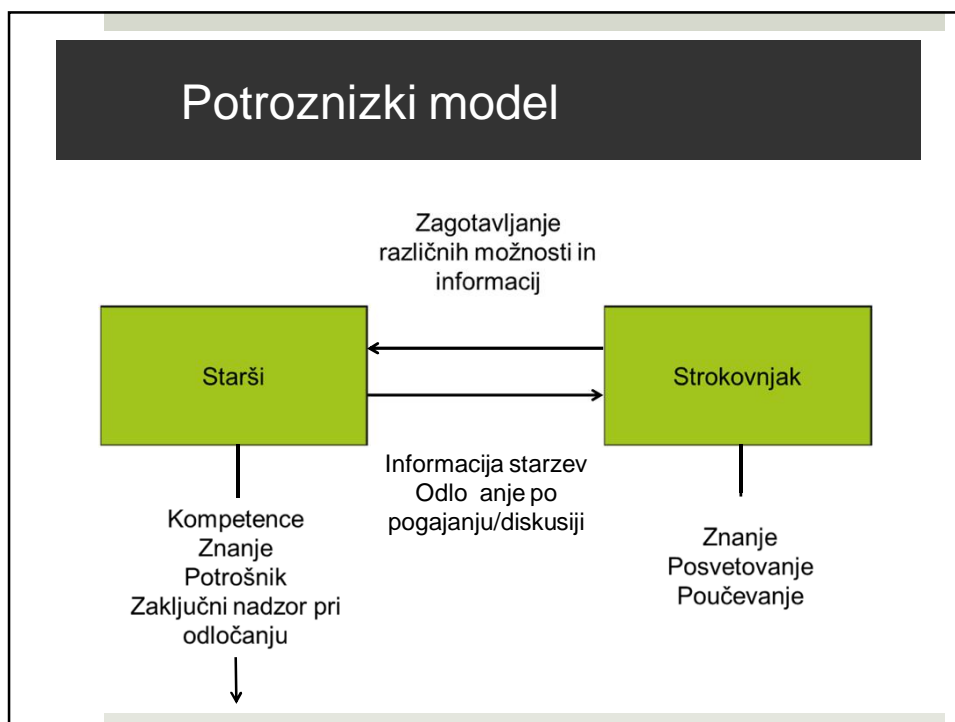 Potroznizki model
Zagotavljanje
različnih možnosti in
informacij
Starši
Strokovnjak
Informacija starzev
Odlo anje po
pogajanju/diskusiji
Kompetence
Znanje
Potrošnik
Zaključni nadzor pri
odločanju
Znanje
Posvetovanje
Poučevanje